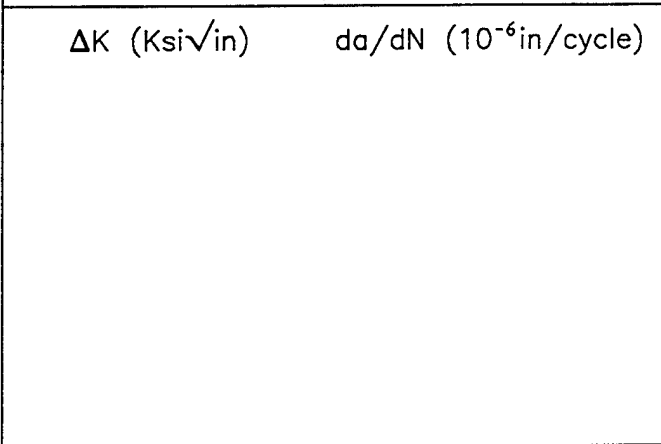 ΔK (Ksi√in) da/dN (10⁻⁶in/cycle)